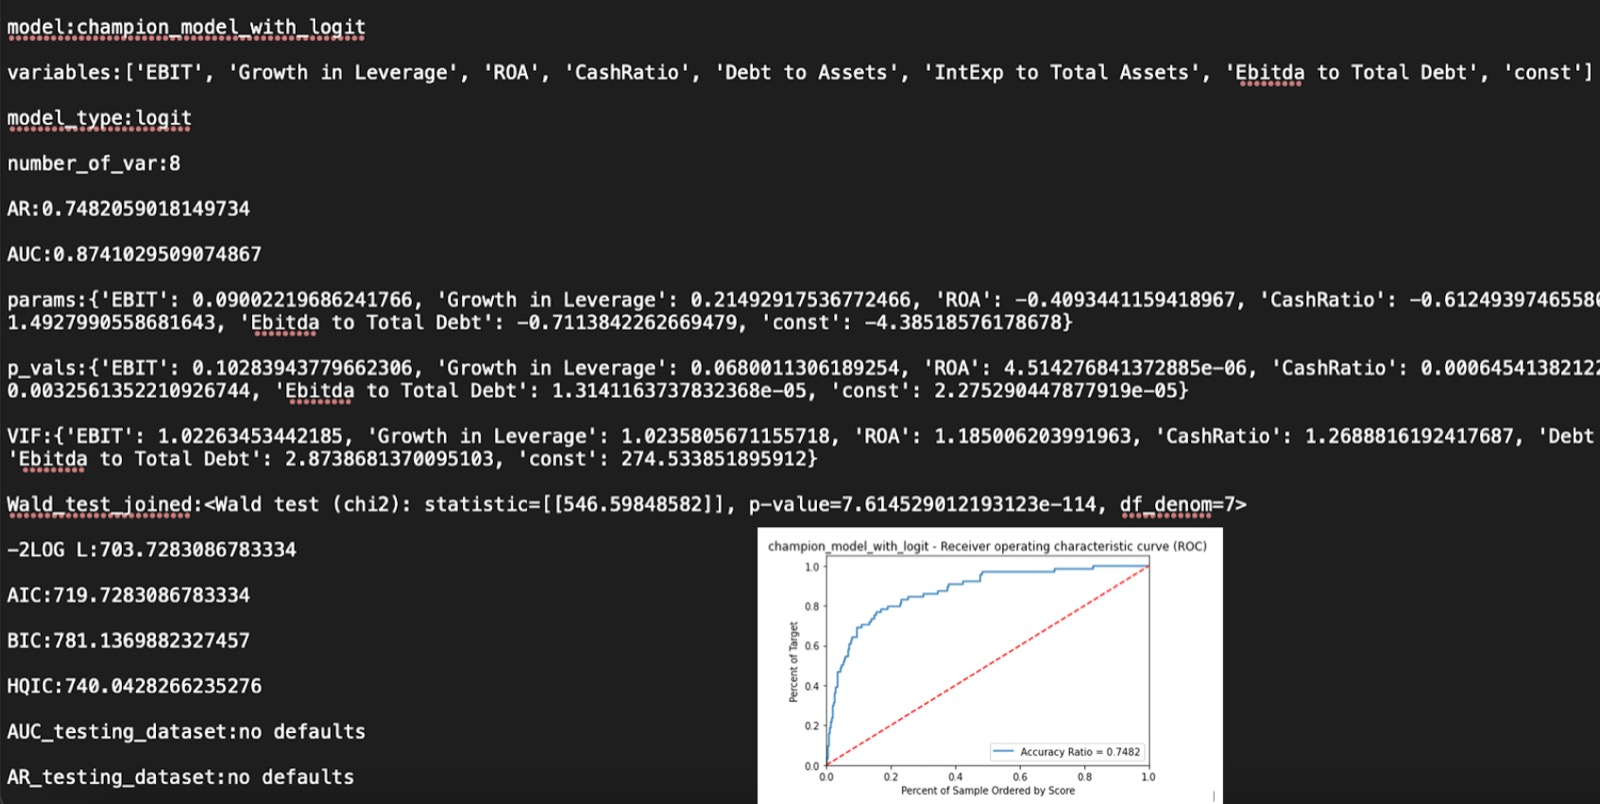 model:champion_model_with_logit
variables:['EBIT', 'Growth in Leverage', 'ROA', 'CashRatio', 'Debt to Assets', 'IntExp to Total Assets', 'Ebitda to Total Debt', 'const']
model_type:logit
number_of_var:8
AR:0.7482059018149734
AUC:0.8741029509074867
params:{'EBIT': 0.09002219686241766, 'Growth in Leverage': 0.21492917536772466, 'ROA': -0.4093441159418967, 'CashRatio': -0.6124939746558
1.4927990558681643, 'Ebitda to Total Debt': -0.7113842262669479, 'const': -4.38518576178678}
p_vals:{'EBIT': 0.10283943779662306, 'Growth in Leverage': 0.0680011306189254, 'ROA': 4.514276841372885e-06, 'CashRatio': 0.00064541382122
0.0032561352210926744, 'Ebitda to Total Debt': 1.3141163737832368e-05, 'const': 2.275290447877919e-05}
VIF:{'EBIT': 1.02263453442185, 'Growth in Leverage': 1.0235805671155718, 'ROA': 1.185006203991963, 'CashRatio': 1.2688816192417687, 'Debt
'Ebitda to Total Debt': 2.8738681370095103, 'const': 274.533851895912}
Wald_test_joined:<Wald test (chi2): statistic=[[546.59848582]], p-value=7.614529012193123e-114, df_denom=7>
-2LOG L:703.7283086783334
AIC:719.7283086783334
BIC:781.1369882327457
HQIC:740.0428266235276
AUC_testing_dataset:no defaults
AR_testing_dataset:no defaults
champion_model_with_logit - Receiver operating characteristic curve (ROC)
1.0
0.8
0.6
0.4
0.2
0.0
Percent of Target
Accuracy Ratio = 0.7482
0.0 0.2 0.4 0.6 0.8 1.0
Percent of Sample Ordered by Score